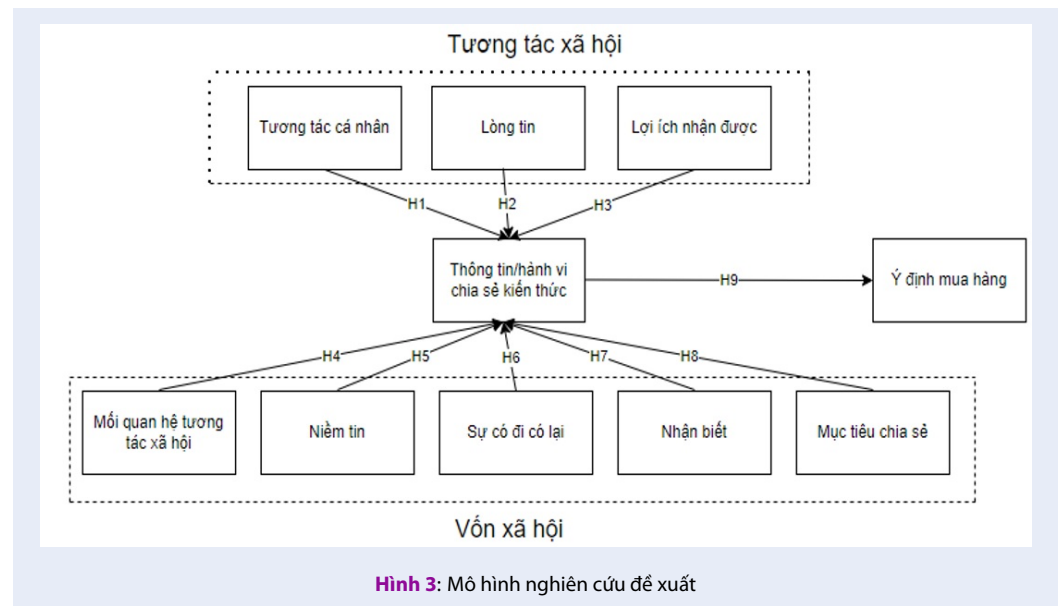 Tương tác xã hội
Tương tác cá nhân
Lòng tin
Lợi ích nhận được
H1
H2
H3
Thông tin/hành vi
chia sẻ kiến thức
H9
Ý định mua hàng
H4
H5
H6
H7
H8
Mối quan hệ tương
tác xã hội
Niềm tin
Sự có đi có lại
Nhận biết
Mục tiêu chia sẻ
Vốn xã hội
Hình 3: Mô hình nghiên cứu đề xuất